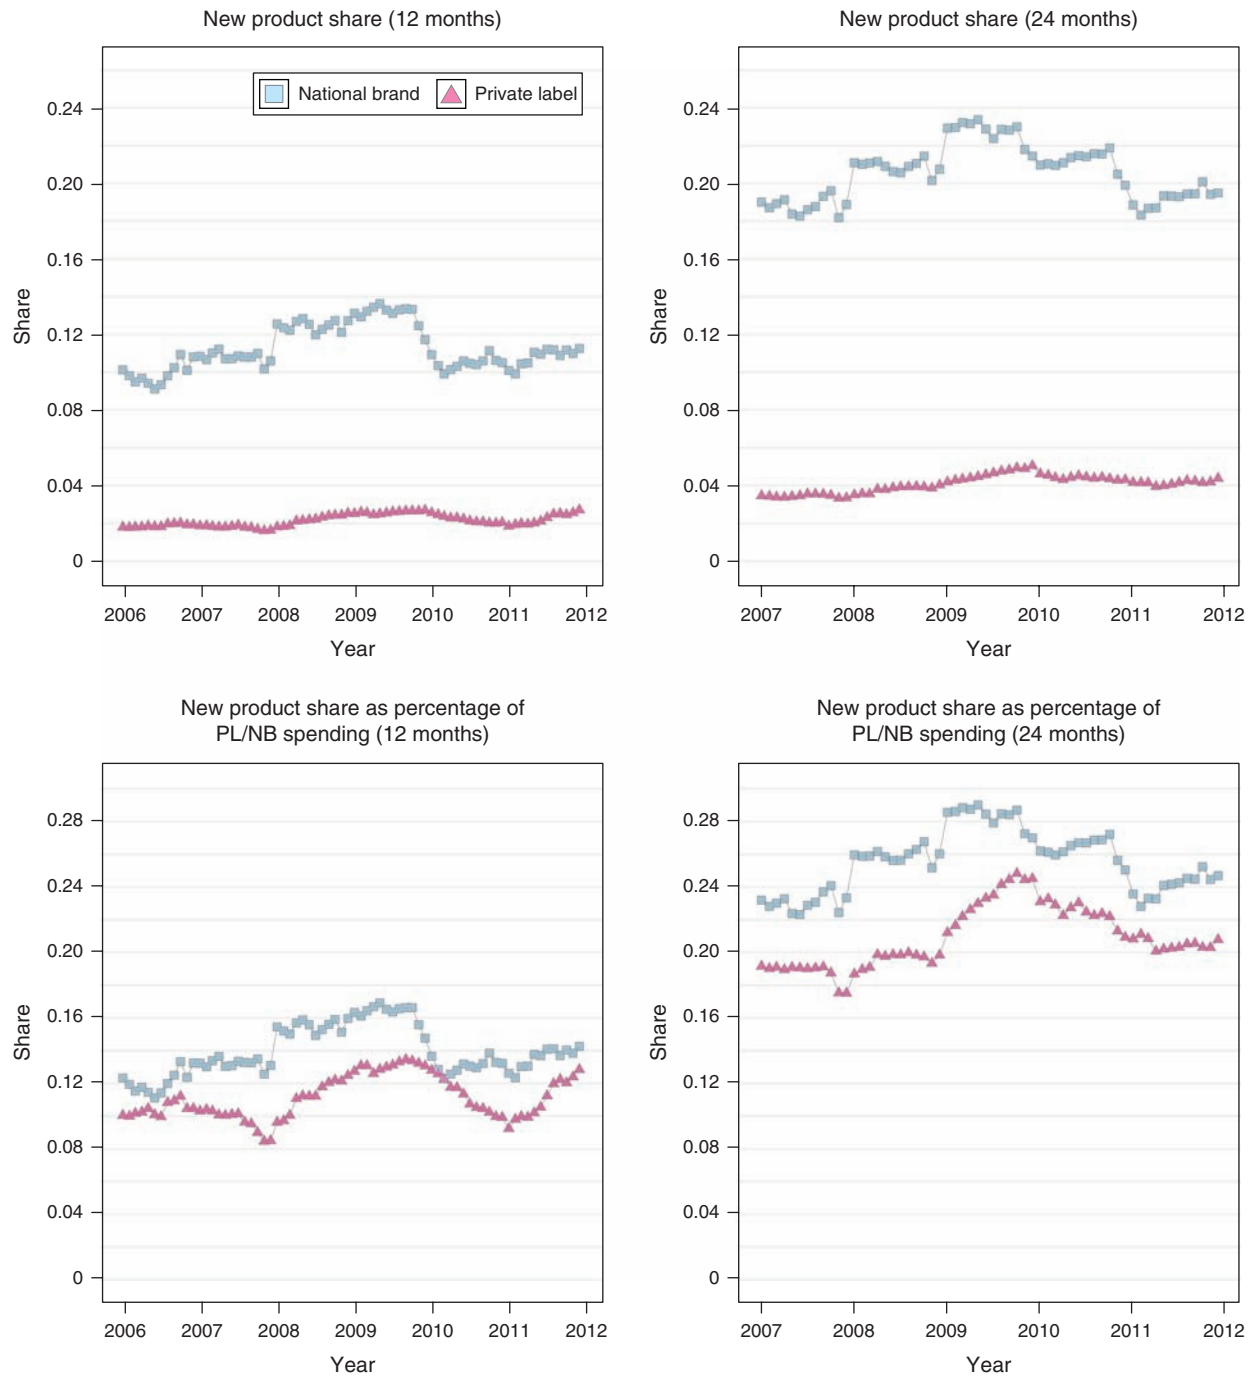 New product share (12 months)
National brand
Private label
0.24
0.20
0.16
0.12
0.08
0.04
0
Share
2006 2007 2008 2009 2010 2011 2012
Year
New product share (24 months)
0.24
0.20
0.16
0.12
0.08
0.04
0
Share
2007 2008 2009 2010 2011 2012
Year
New product share as percentage of
PL/NB spending (12 months)
0.28
0.24
0.20
0.16
0.12
0.08
0.04
0
Share
2006 2007 2008 2009 2010 2011 2012
Year
New product share as percentage of
PL/NB spending (24 months)
0.28
0.24
0.20
0.16
0.12
0.08
0.04
0
Share
2007 2008 2009 2010 2011 2012
Year